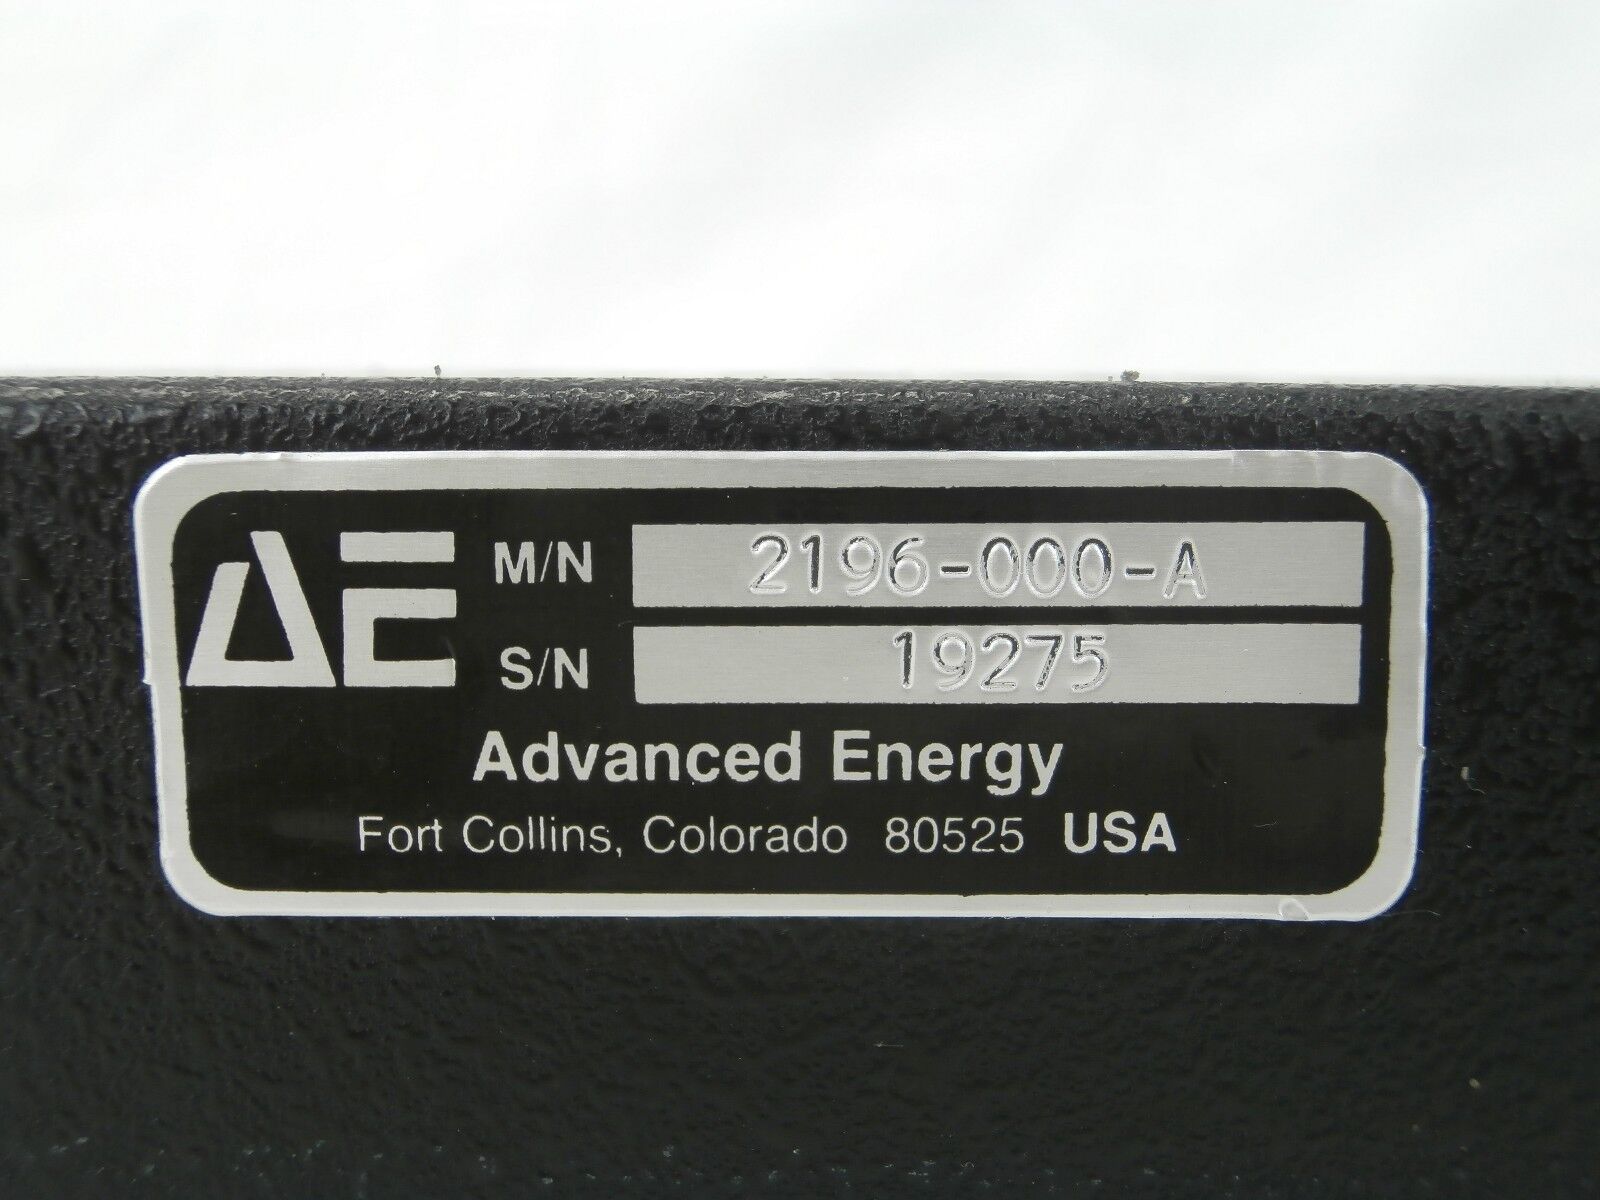 AE M/N 2196-000-A
S/N 19275
Advanced Energy
Fort Collins, Colorado 80525 USA